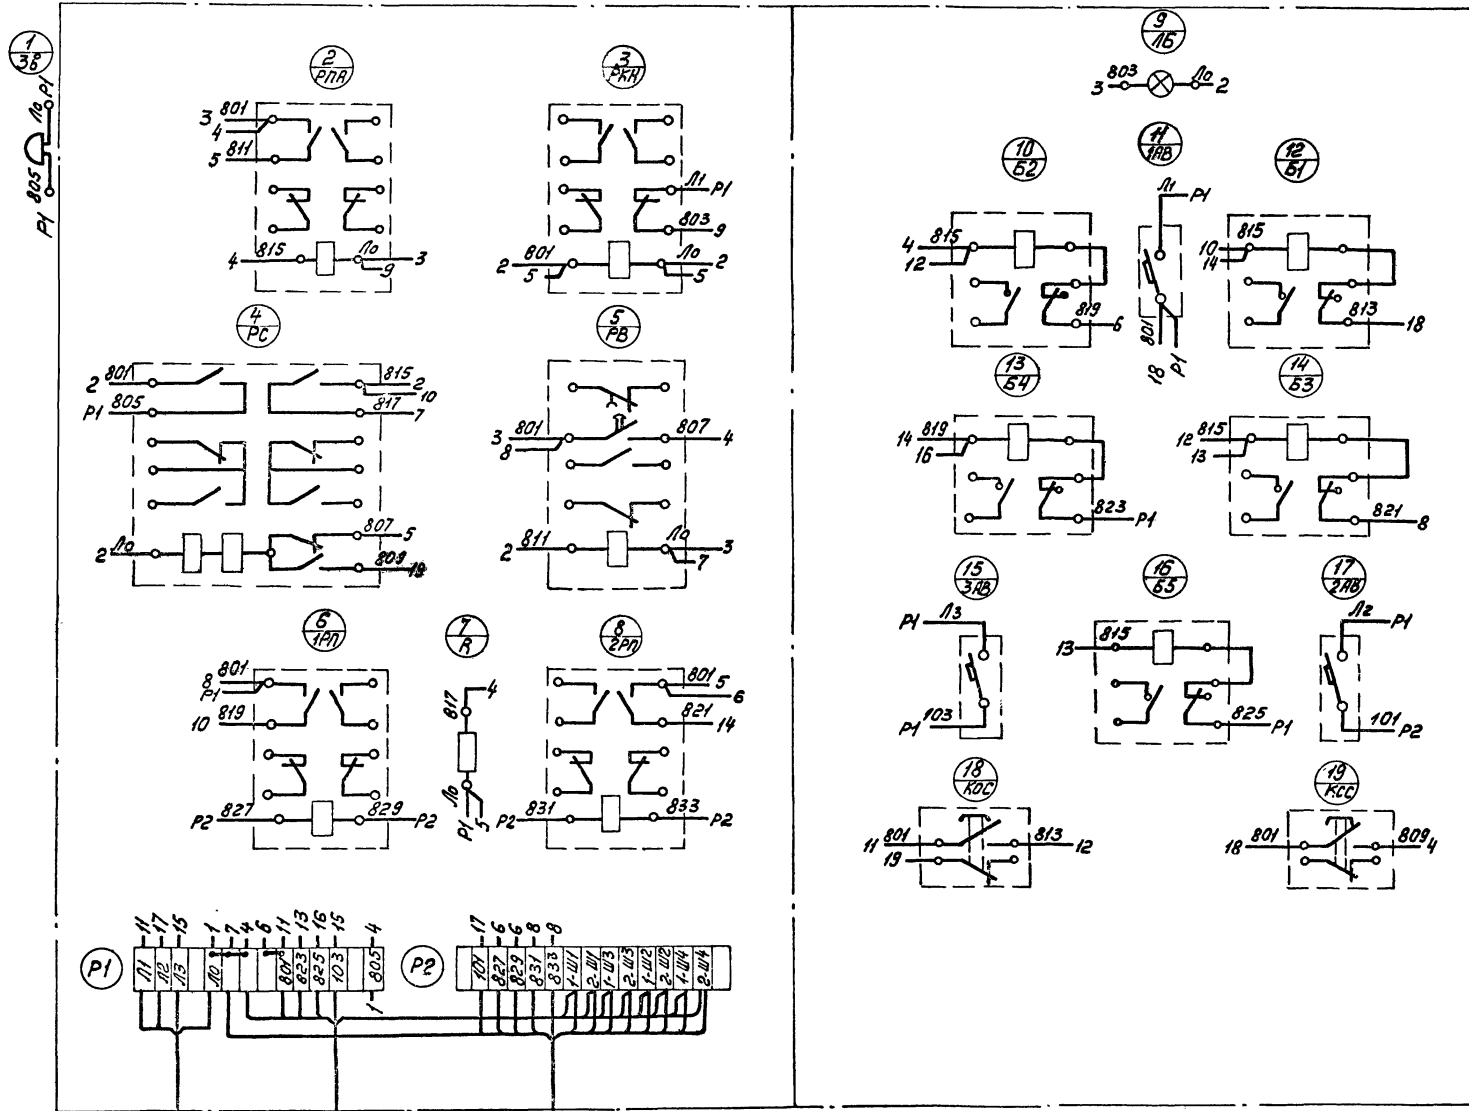 1
ЗВ
Р1 805
Ло Р1
2
РПА
3 801
4
5 811
4 815
Ло 3
9
3
РКН
Л1 Р1
803 9
2 801
5
Ло 2
5
4
РС
2 801
815 2
10
Р1 805
817 7
2 Ло
807 5
809 19
5
РВ
3 801
8
807 4
2 811
Ло 3
7
6
1РП
8 801
Р1
10 819
Р2 827
829 Р2
7
R
817 4
Ло
Р1 5
8
2РП
801 5
6
821 14
Р2 831
833 Р2
9
ЛБ
3 803
Ло 2
10
Б2
4 815
12
819 6
11
1АВ
Л1 Р1
801
18 Р1
12
Б1
10 815
14
813 18
13
Б4
14 819
16
823 Р1
14
Б3
12 815
13
821 8
15
3АВ
Р1 Л3
Р1 103
16
Б5
13 815
825 Р1
17
2АВ
Л2 Р1
101 Р2
18
КОС
11 801
19
813 12
19
КСС
18 801
809 4
Р1
11 17 15 1 7 4 6 11 13 16 15 4
Л1 Л2 Л3 Ло 801 823 825 103 805
1
Р2
17 6 6 8 8
101 827 829 831 833 1-Ш1 2-Ш1 1-Ш3 2-Ш3 1-Ш2 2-Ш2 1-Ш4 2-Ш4